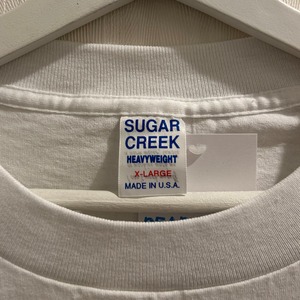 SUGAR
CREEK
HEAVYWEIGHT
X-LARGE
MADE IN U.S.A.